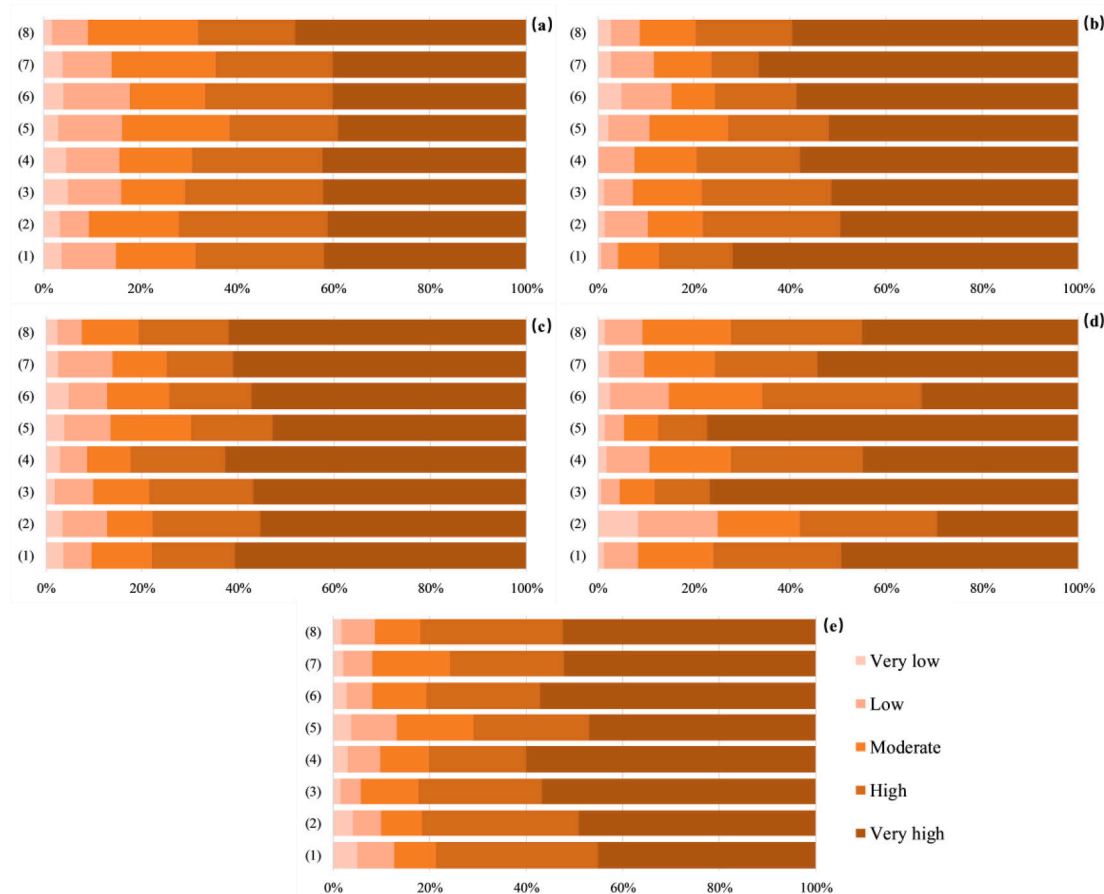 (a)
(8)
(7)
(6)
(5)
(4)
(3)
(2)
(1)
0% 20% 40% 60% 80% 100%
(b)
(8)
(7)
(6)
(5)
(4)
(3)
(2)
(1)
0% 20% 40% 60% 80% 100%
(c)
(8)
(7)
(6)
(5)
(4)
(3)
(2)
(1)
0% 20% 40% 60% 80% 100%
(d)
(8)
(7)
(6)
(5)
(4)
(3)
(2)
(1)
0% 20% 40% 60% 80% 100%
(e)
(8)
(7)
(6)
(5)
(4)
(3)
(2)
(1)
0% 20% 40% 60% 80% 100%
Very low
Low
Moderate
High
Very high